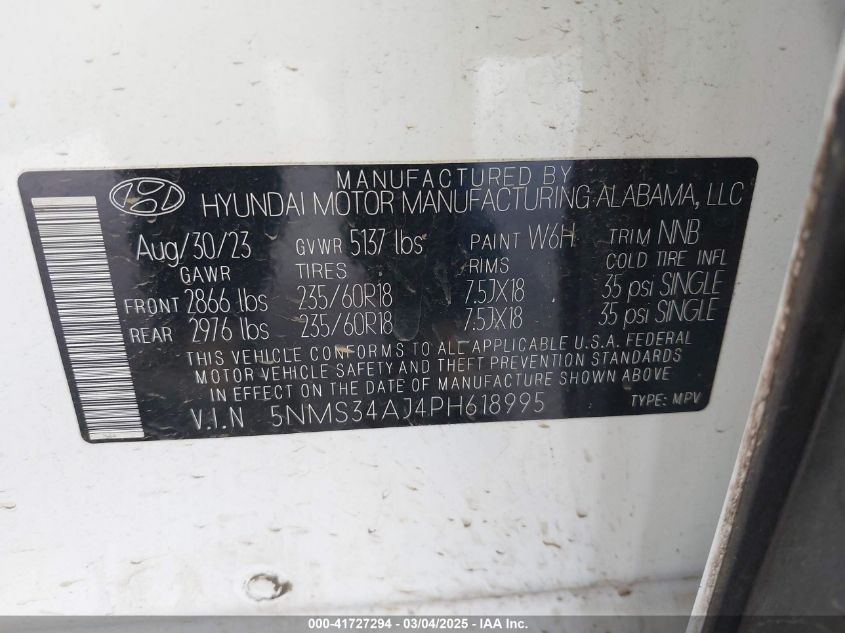 MANUFACTURED BY
HYUNDAI MOTOR MANUFACTURING ALABAMA, LLC
Aug/30/23 GVWR 5137 lbs PAINT W6H TRIM NNB
GAWR TIRES RIMS COLD TIRE INFL
FRONT 2866 lbs 235/60R18 7.5JX18 35 psi SINGLE
REAR 2976 lbs 235/60R18 7.5JX18 35 psi SINGLE
THIS VEHICLE CONFORMS TO ALL APPLICABLE U.S.A. FEDERAL
MOTOR VEHICLE SAFETY AND THEFT PREVENTION STANDARDS
IN EFFECT ON THE DATE OF MANUFACTURE SHOWN ABOVE
V.I.N 5NMS34AJ4PH618995 TYPE: MPV
000-41727294 - 03/04/2025 - IAA Inc.